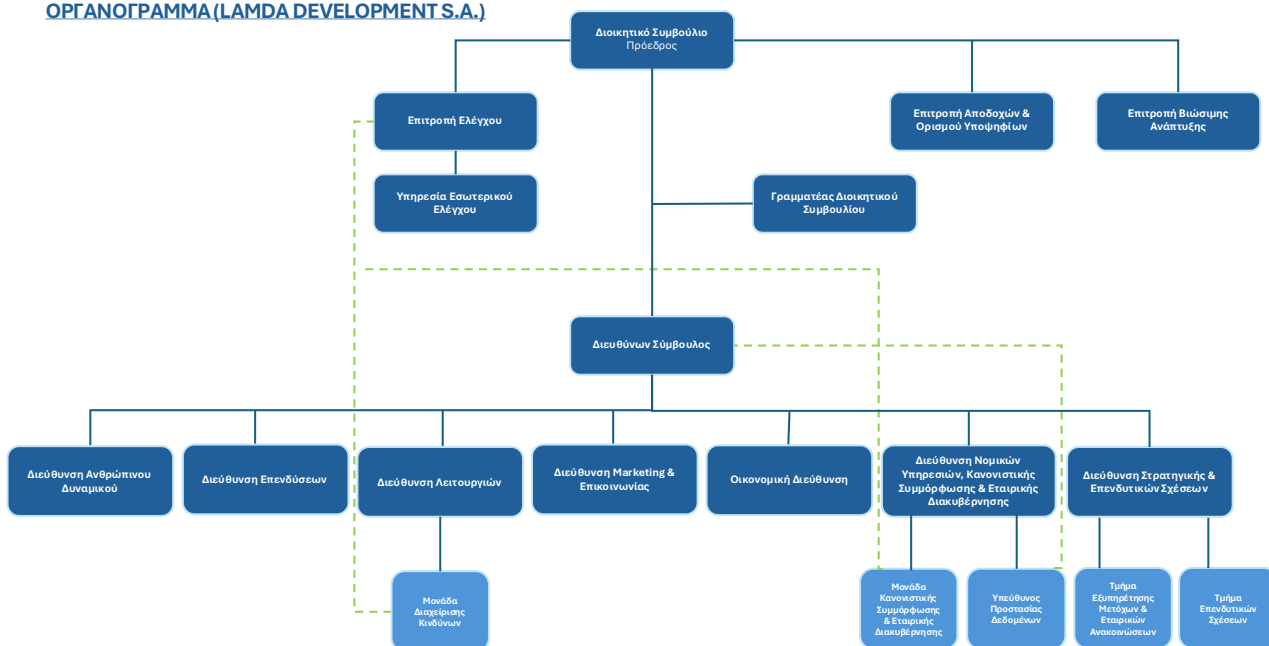 ΟΡΓΑΝΟΓΡΑΜΜΑ (LAMDA DEVELOPMENT S.A.)
Διοικητικό Συμβούλιο
Πρόεδρος
Επιτροπή Ελέγχου
Επιτροπή Αποδοχών &
Ορισμού Υποψηφίων
Επιτροπή Βιώσιμης
Ανάπτυξης
Υπηρεσία Εσωτερικού
Ελέγχου
Γραμματέας Διοικητικού
Συμβουλίου
Διευθύνων Σύμβουλος
Διεύθυνση Ανθρώπινου
Δυναμικού
Διεύθυνση Επενδύσεων
Διεύθυνση Λειτουργιών
Διεύθυνση Marketing &
Επικοινωνίας
Οικονομική Διεύθυνση
Διεύθυνση Νομικών
Υπηρεσιών, Κανονιστικής
Συμμόρφωσης & Εταιρικής
Διακυβέρνησης
Διεύθυνση Στρατηγικής &
Επενδυτικών Σχέσεων
Μονάδα
Διαχείρισης
Κινδύνων
Μονάδα
Κανονιστικής
Συμμόρφωσης
& Εταιρικής
Διακυβέρνησης
Υπεύθυνος
Προστασίας
Δεδομένων
Τμήμα
Εξυπηρέτησης
Μετόχων &
Εταιρικών
Ανακοινώσεων
Τμήμα
Επενδυτικών
Σχέσεων